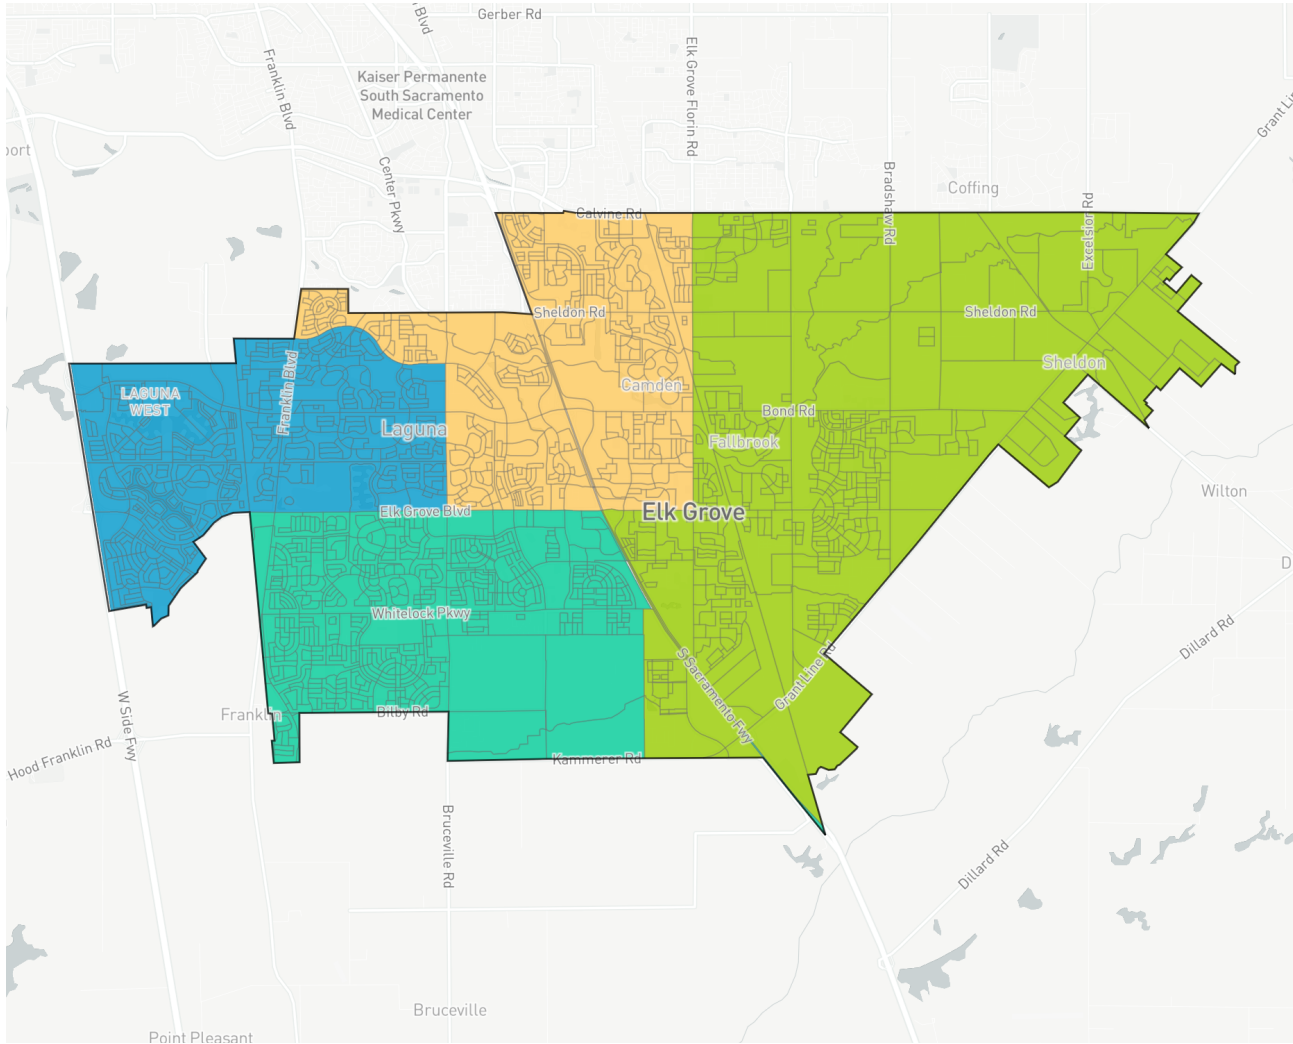 Blvd
Gerber Rd
Franklin Blvd
Kaiser Permanente
South Sacramento
Medical Center
Elk Grove Florin Rd
Grant
port
Center Pkwy
Bradshaw Rd
Coffing
Excelsior Rd
Calvine Rd
Sheldon Rd
Sheldon Rd
Sheldon
Camden
LAGUNA
WEST
Franklin Blvd
Laguna
Bond Rd
Fallbrook
Wilton
Elk Grove Blvd
Elk Grove
D
Whitelock Pkwy
Dillard Rd
S Sacramento Fwy
Grant Line Rd
W Side Fwy
Franklin
Bilby Rd
Hood Franklin Rd
Kammerer Rd
Bruceville Rd
Dillard Rd
Bruceville
Point Pleasant